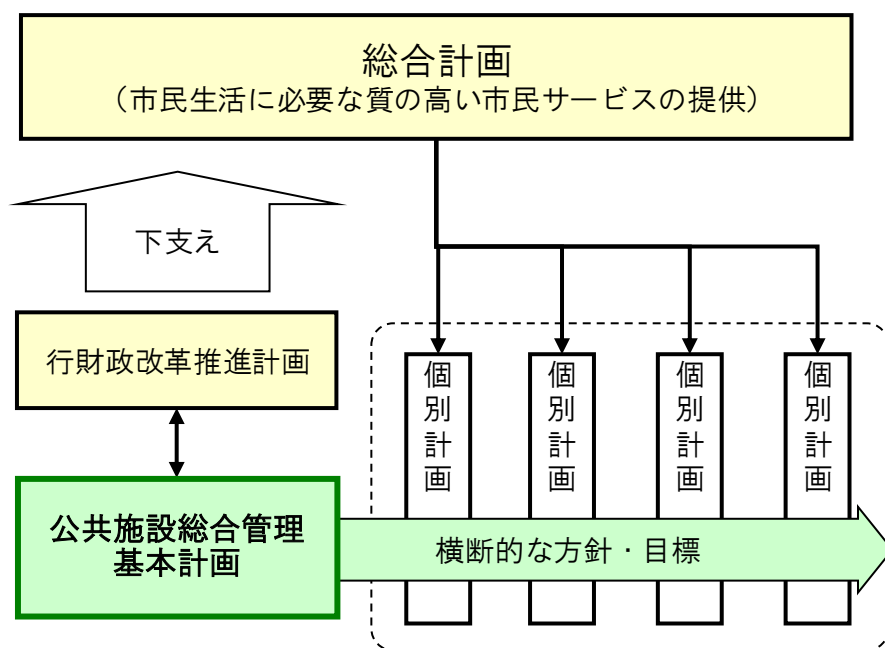 総合計画
（市民生活に必要な質の高い市民サービスの提供）
下支え
行財政改革推進計画
個別計画
個別計画
個別計画
個別計画
公共施設総合管理
基本計画
横断的な方針・目標